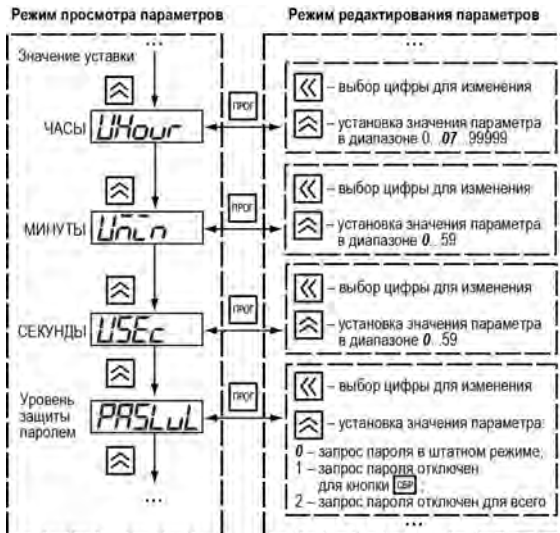 Режим просмотра параметров
Режим редактирования параметров
...
...
Значение уставки
ПРОГ
– выбор цифры для изменения
ЧАСЫ
UHour
– установка значения параметра
в диапазоне 0...07...99999
ПРОГ
– выбор цифры для изменения
МИНУТЫ
Umin
– установка значения параметра
в диапазоне 0...59
ПРОГ
– выбор цифры для изменения
СЕКУНДЫ
USEc
– установка значения параметра
в диапазоне 0...59
Уровень
защиты
паролем
PASLvL
ПРОГ
– выбор цифры для изменения
– установка значения параметра:
0 – запрос пароля в штатном режиме;
1 – запрос пароля отключен
для кнопки СБР ;
2 – запрос пароля отключен для всего
...
...